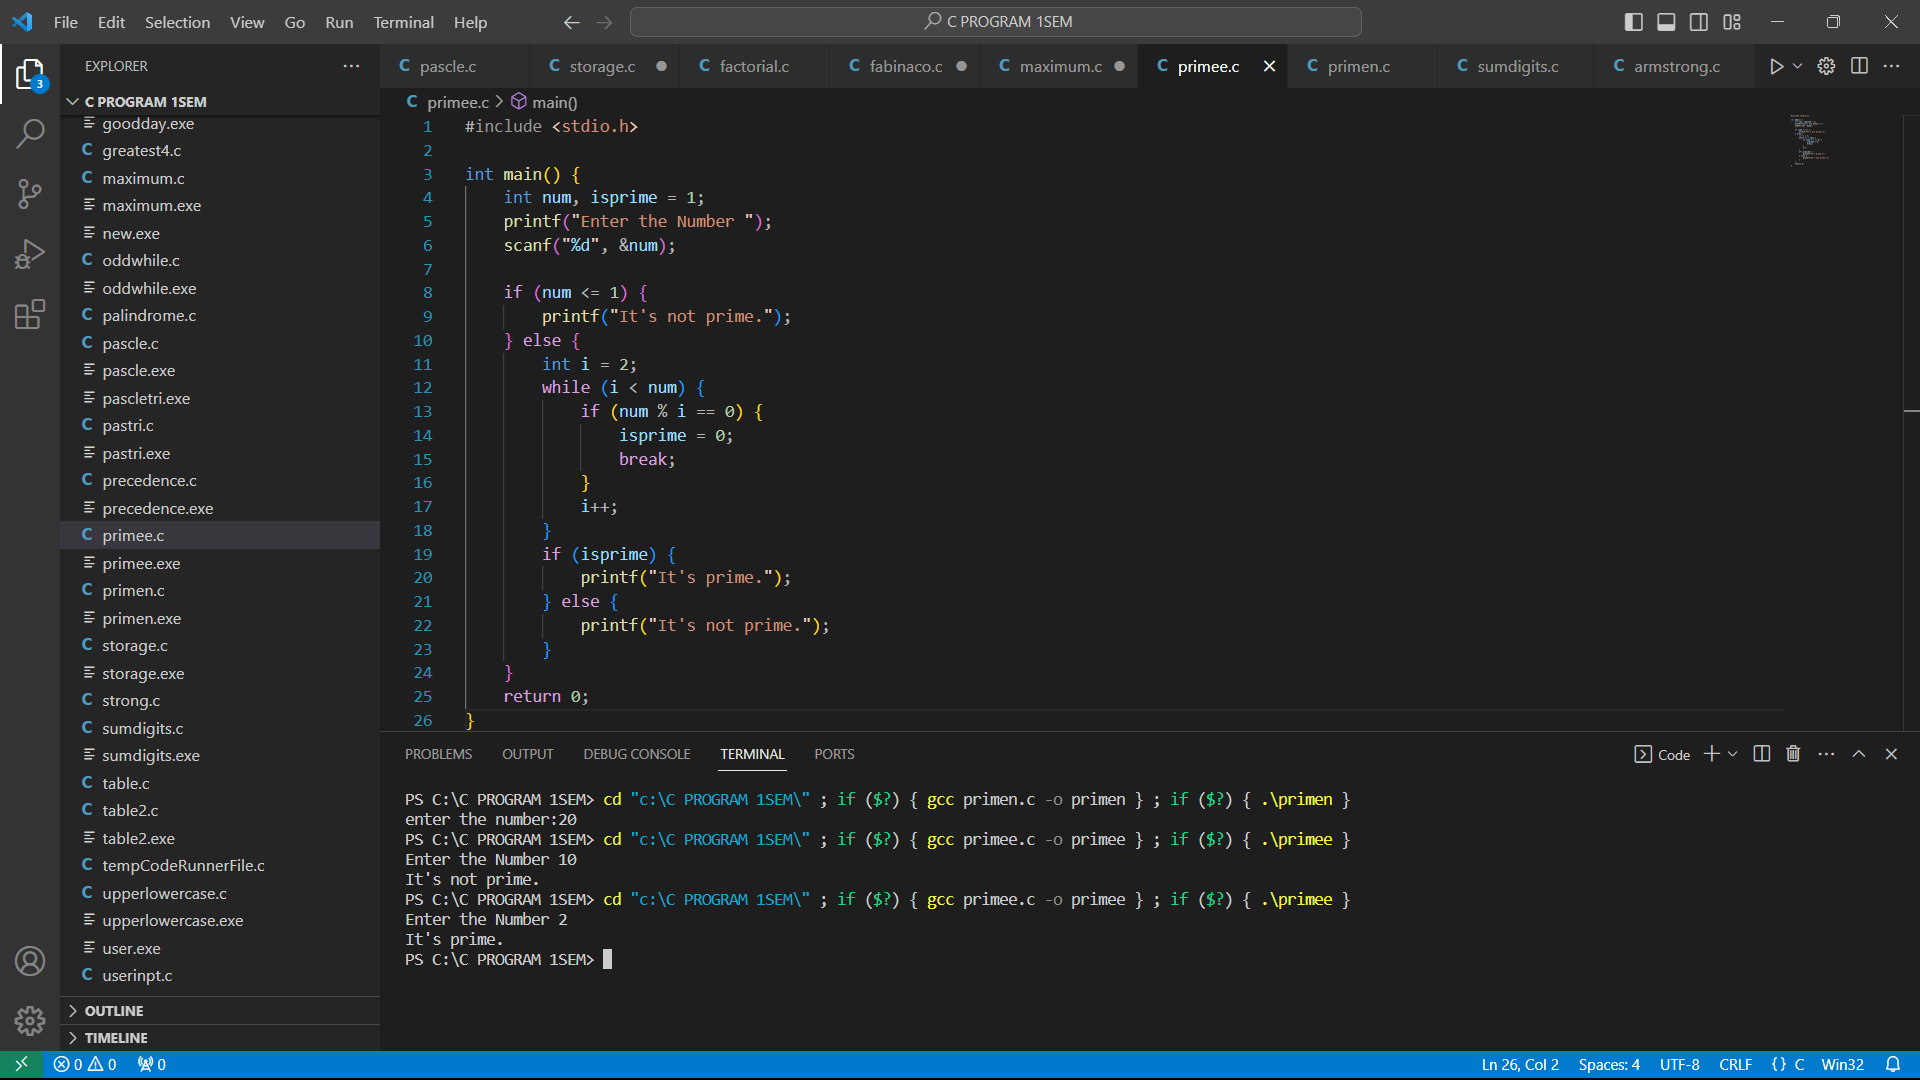 File Edit Selection View Go Run Terminal Help
C PROGRAM 1SEM
EXPLORER
3
C PROGRAM 1SEM
goodday.exe
C greatest4.c
C maximum.c
maximum.exe
new.exe
C oddwhile.c
oddwhile.exe
C palindrome.c
C pascle.c
pascle.exe
pascletri.exe
C pastri.c
pastri.exe
C precedence.c
precedence.exe
C primee.c
primee.exe
C primen.c
primen.exe
C storage.c
storage.exe
C strong.c
C sumdigits.c
sumdigits.exe
C table.c
C table2.c
table2.exe
C tempCodeRunnerFile.c
C upperlowercase.c
upperlowercase.exe
user.exe
C userinpt.c
OUTLINE
TIMELINE
C pascle.c C storage.c C factorial.c C fabinaco.c C maximum.c C primee.c C primen.c C sumdigits.c C armstrong.c
C primee.c > main()
1 #include <stdio.h>
2
3 int main() {
4     int num, isprime = 1;
5     printf("Enter the Number ");
6     scanf("%d", &num);
7
8     if (num <= 1) {
9         printf("It's not prime.");
10     } else {
11         int i = 2;
12         while (i < num) {
13             if (num % i == 0) {
14                 isprime = 0;
15                 break;
16             }
17             i++;
18         }
19         if (isprime) {
20             printf("It's prime.");
21         } else {
22             printf("It's not prime.");
23         }
24     }
25     return 0;
26 }
PROBLEMS OUTPUT DEBUG CONSOLE TERMINAL PORTS
Code
PS C:\C PROGRAM 1SEM> cd "c:\C PROGRAM 1SEM\" ; if ($?) { gcc primen.c -o primen } ; if ($?) { .\primen }
enter the number:20
PS C:\C PROGRAM 1SEM> cd "c:\C PROGRAM 1SEM\" ; if ($?) { gcc primee.c -o primee } ; if ($?) { .\primee }
Enter the Number 10
It's not prime.
PS C:\C PROGRAM 1SEM> cd "c:\C PROGRAM 1SEM\" ; if ($?) { gcc primee.c -o primee } ; if ($?) { .\primee }
Enter the Number 2
It's prime.
PS C:\C PROGRAM 1SEM>
0 0 0 Ln 26, Col 2 Spaces: 4 UTF-8 CRLF {} C Win32